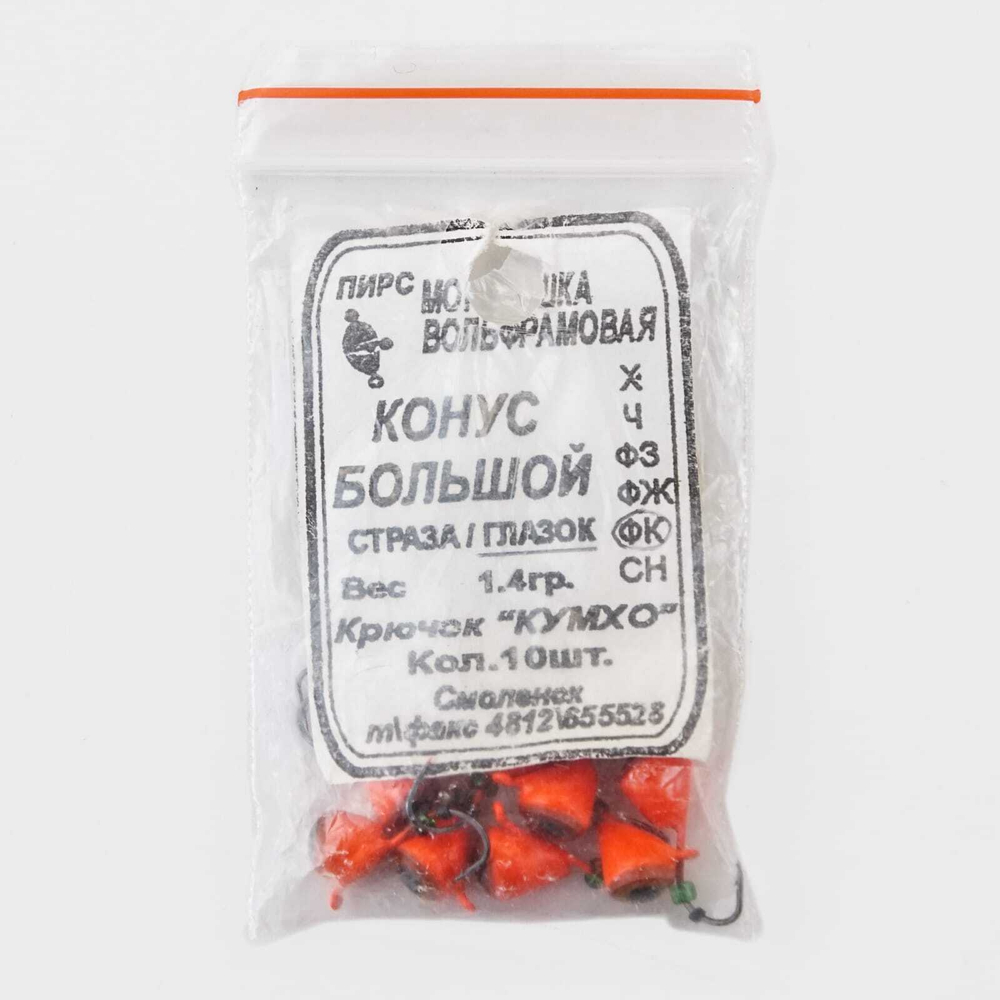 ПИРС
ВОЛЬФРАМОВАЯ
КОНУС
БОЛЬШОЙ
СТРАЗА / ГЛАЗОК
Х
Ч
ФЗ
ФЖ
ФК
СН
Вес 1.4гр.
Крючок "КУМХО"
Кол.10шт.
Смоленск
т\факс 4812\655528